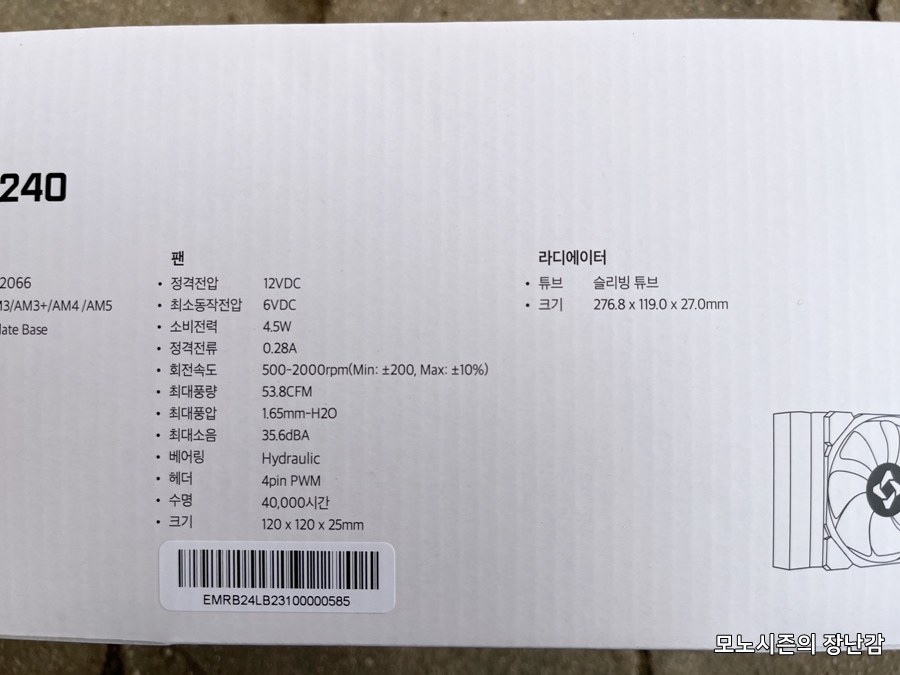 240
2066
M3/AM3+/AM4 /AM5
late Base
팬
• 정격전압 12VDC
• 최소동작전압 6VDC
• 소비전력 4.5W
• 정격전류 0.28A
• 회전속도 500-2000rpm(Min: ±200, Max: ±10%)
• 최대풍량 53.8CFM
• 최대풍압 1.65mm-H2O
• 최대소음 35.6dBA
• 베어링 Hydraulic
• 헤더 4pin PWM
• 수명 40,000시간
• 크기 120 x 120 x 25mm
라디에이터
• 튜브 슬리빙 튜브
• 크기 276.8 x 119.0 x 27.0mm
EMRB24LB23100000585
모노시즌의 장난감